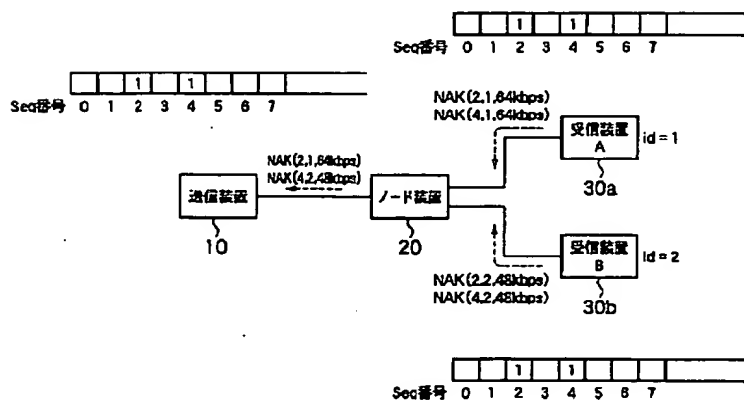 1 1
Seq番号 0 1 2 3 4 5 6 7
1 1
Seq番号 0 1 2 3 4 5 6 7
NAK(2,1,64kbps)
NAK(4,1,64kbps)
受信装置
A
id=1
30a
NAK(2,1,64kbps)
NAK(4,2,48kbps)
送信装置
10
ノード装置
20
受信装置
B
id=2
30b
NAK(2,2,48kbps)
NAK(4,2,48kbps)
1 1
Seq番号 0 1 2 3 4 5 6 7